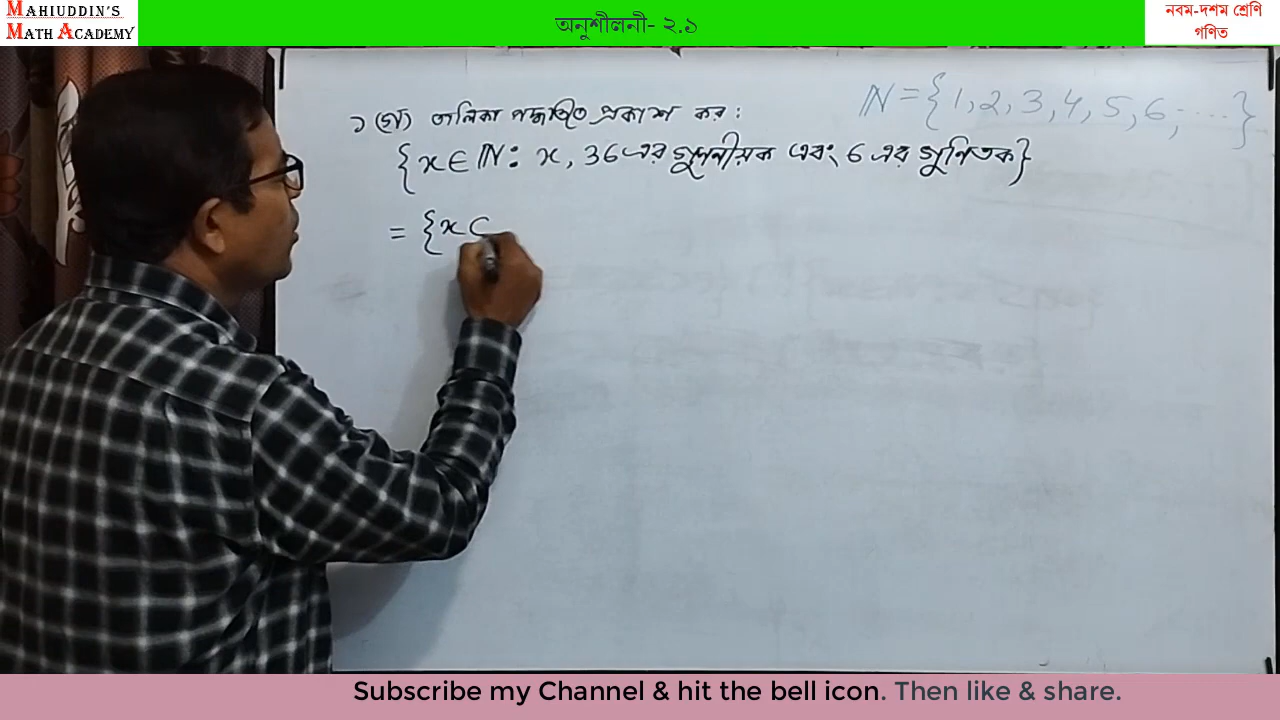 MAHIUDDIN'S
MATH ACADEMY
অনুশীলনী- ২.১
নবম-দশম শ্রেণি
গণিত
N = {1, 2, 3, 4, 5, 6, .... }
১ (গ) তালিকা পদ্ধতিতে প্রকাশ কর :
{x ∈ N : x, 36 এর গুণনীয়ক এবং 6 এর গুণিতক}
= {x
Subscribe my Channel & hit the bell icon. Then like & share.